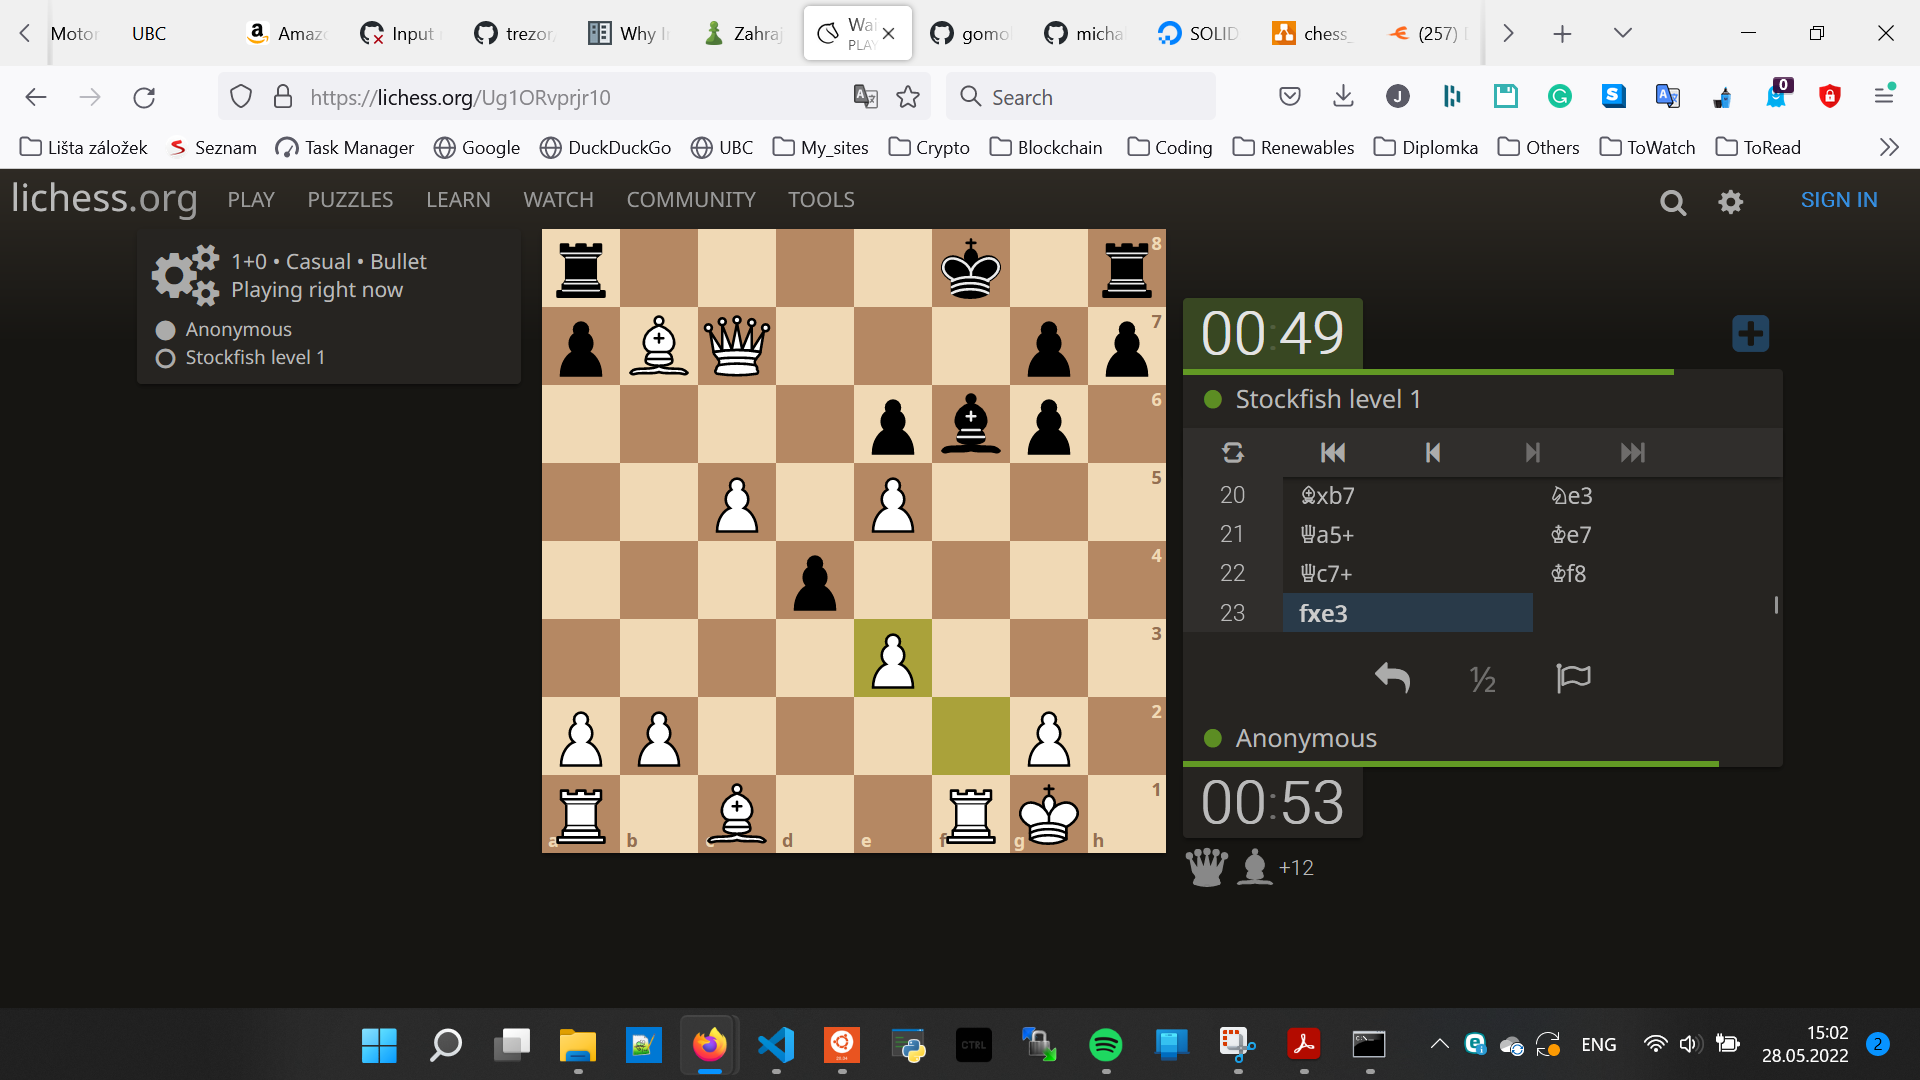 Motor UBC Amazo Input trezor/ Why I Zahraj Wai gomo micha SOLID chess_ (257)
PLAY
https://lichess.org/Ug1ORvprjr10 Search 0
Lišta záložek Seznam Task Manager Google DuckDuckGo UBC My_sites Crypto Blockchain Coding Renewables Diplomka Others ToWatch ToRead
lichess.org PLAY PUZZLES LEARN WATCH COMMUNITY TOOLS SIGN IN
1+0 • Casual • Bullet
Playing right now
Anonymous
Stockfish level 1
8
7
6
5
4
3
2
1
a b c d e f g h
00:49
Stockfish level 1
20 ♗xb7 ♘e3
21 ♕a5+ ♔e7
22 ♕c7+ ♔f8
23 fxe3
½
Anonymous
00:53
+12
CTRL
ENG
15:02
28.05.2022
2